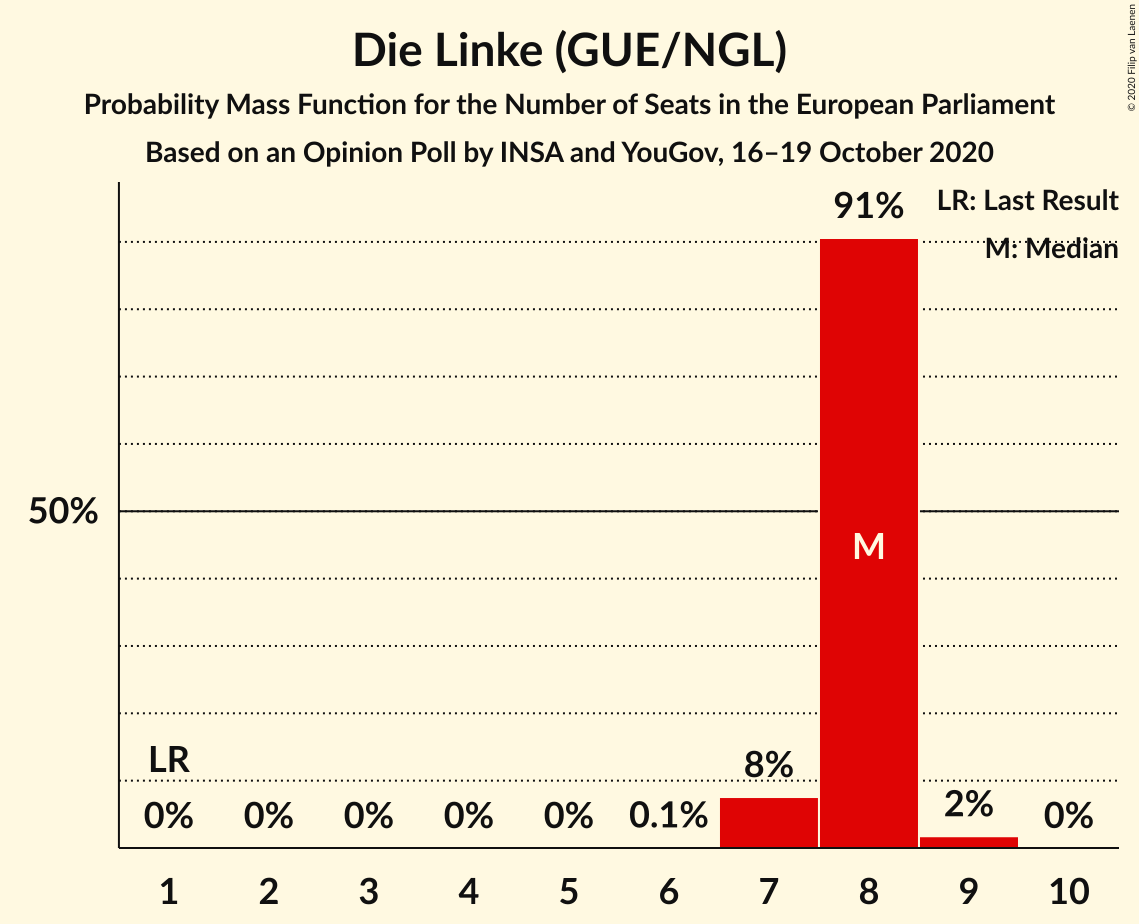 Die Linke (GUE/NGL)
Probability Mass Function for the Number of Seats in the European Parliament
Based on an Opinion Poll by INSA and YouGov, 16–19 October 2020
© 2020 Filip van Laenen
LR: Last Result
M: Median
91%
50%
M
LR
8%
0%
0%
0%
0%
0%
0.1%
2%
0%
1
2
3
4
5
6
7
8
9
10